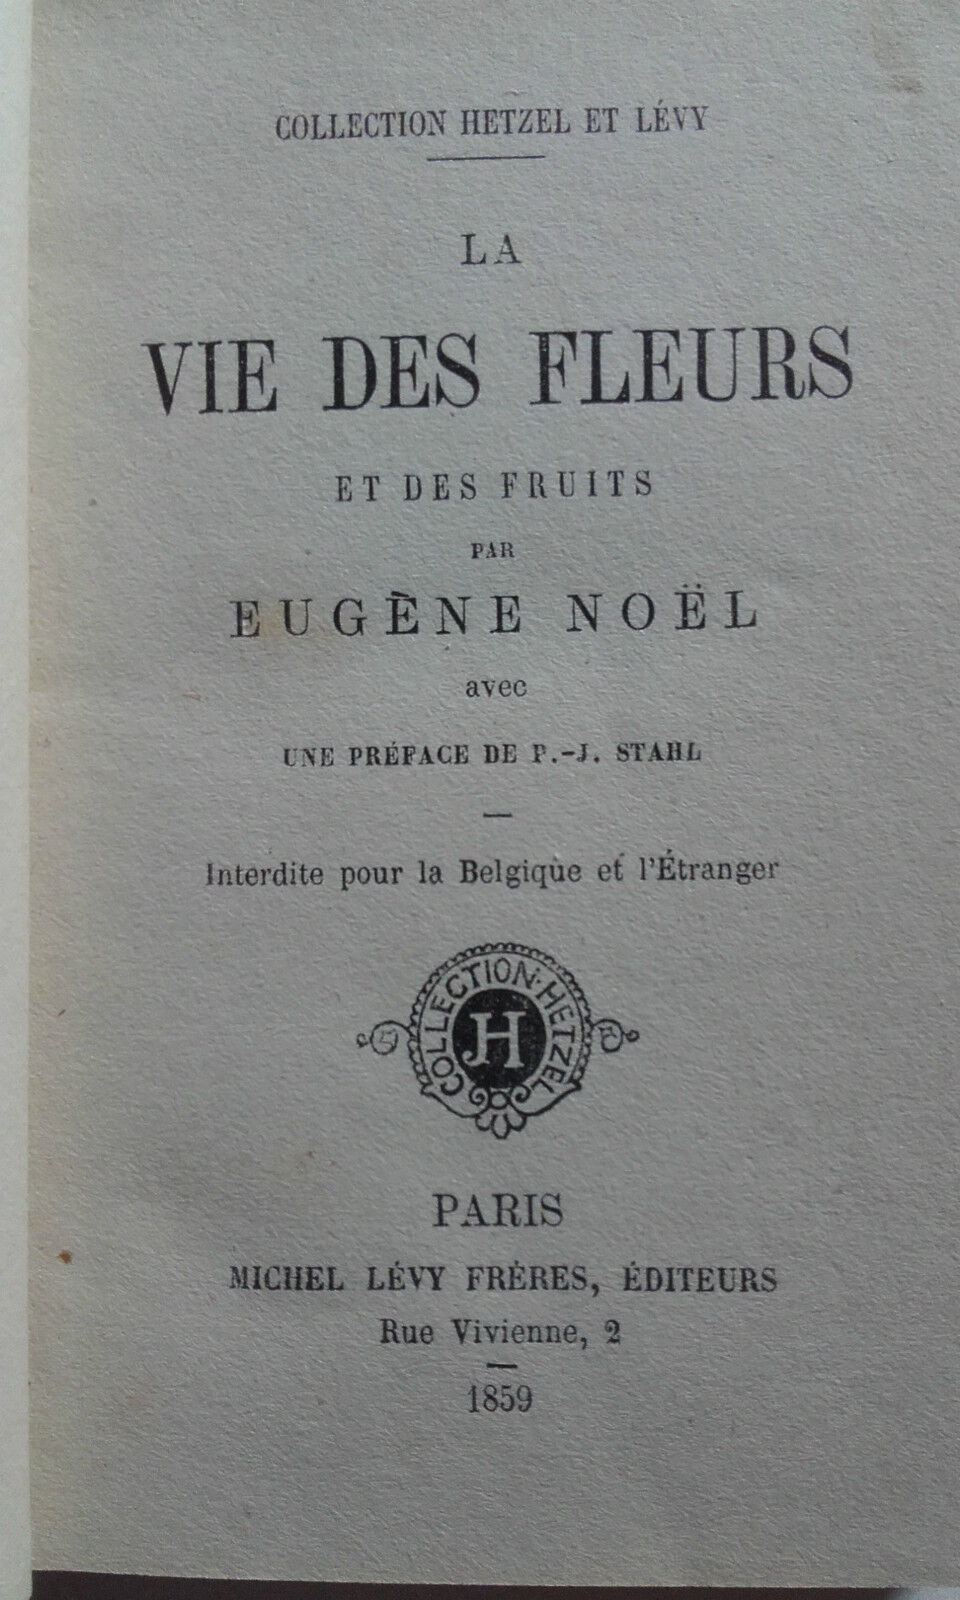 COLLECTION HETZEL ET LÉVY
LA
VIE DES FLEURS
ET DES FRUITS
PAR
EUGÈNE NOËL
avec
UNE PRÉFACE DE P.-J. STAHL
Interdite pour la Belgique et l'Étranger
COLLECTION·HETZEL
JH
PARIS
MICHEL LÉVY FRÈRES, ÉDITEURS
Rue Vivienne, 2
1859